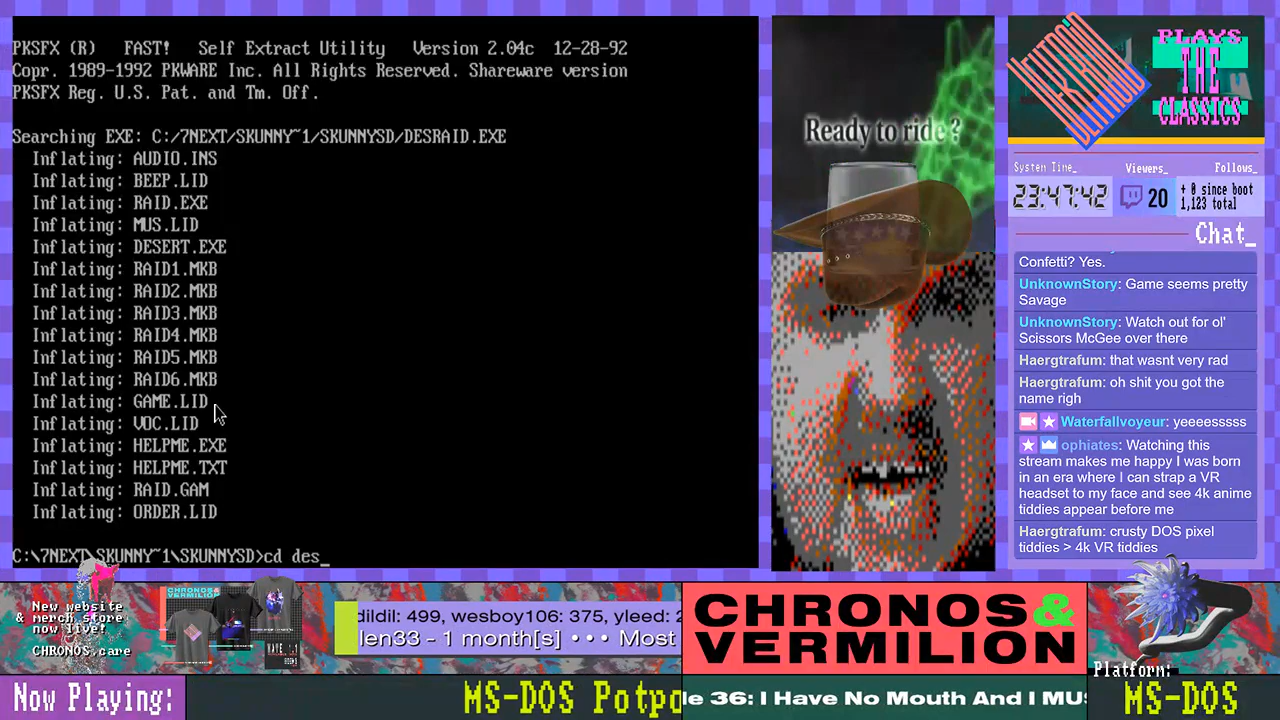 PKSFX (R)   FAST!   Self Extract Utility   Version 2.04c  12-28-92
Copr. 1989-1992 PKWARE Inc. All Rights Reserved. Shareware version
PKSFX Reg. U.S. Pat. and Tm. Off.
Searching EXE: C:/7NEXT/SKUNNY~1/SKUNNYSD/DESRAID.EXE
Inflating: AUDIO.INS
Inflating: BEEP.LID
Inflating: RAID.EXE
Inflating: MUS.LID
Inflating: DESERT.EXE
Inflating: RAID1.MKB
Inflating: RAID2.MKB
Inflating: RAID3.MKB
Inflating: RAID4.MKB
Inflating: RAID5.MKB
Inflating: RAID6.MKB
Inflating: GAME.LID
Inflating: VOC.LID
Inflating: HELPME.EXE
Inflating: HELPME.TXT
Inflating: RAID.GAM
Inflating: ORDER.LID
C:\7NEXT\SKUNNY~1\SKUNNYSD>cd des_
Ready to ride?
PLAYS
THE
CLASSICS
System Time_
Viewers_
Follows_
23:47:42
20
+ 0 since boot
1,123 total
Chat_
Confetti? Yes.
UnknownStory: Game seems pretty
Savage
UnknownStory: Watch out for ol'
Scissors McGee over there
Haergtrafum: that wasnt very rad
Haergtrafum: oh shit you got the
name righ
Waterfallvoyeur: yeeeesssss
ophiates: Watching this
stream makes me happy I was born
in an era where I can strap a VR
headset to my face and see 4k anime
tiddies appear before me
Haergtrafum: crusty DOS pixel
tiddies > 4k VR tiddies
New website
& merch store
now live!
CHRONOS.care
CHRONOS&
VERMILION
dildil: 499, wesboy106: 375, yleed: 2
len33 - 1 month[s] • • • Most
CHRONOS&
VERMILION
Platform:
Now Playing:
MS-DOS Potpo
e 36: I Have No Mouth And I MUS
MS-DOS